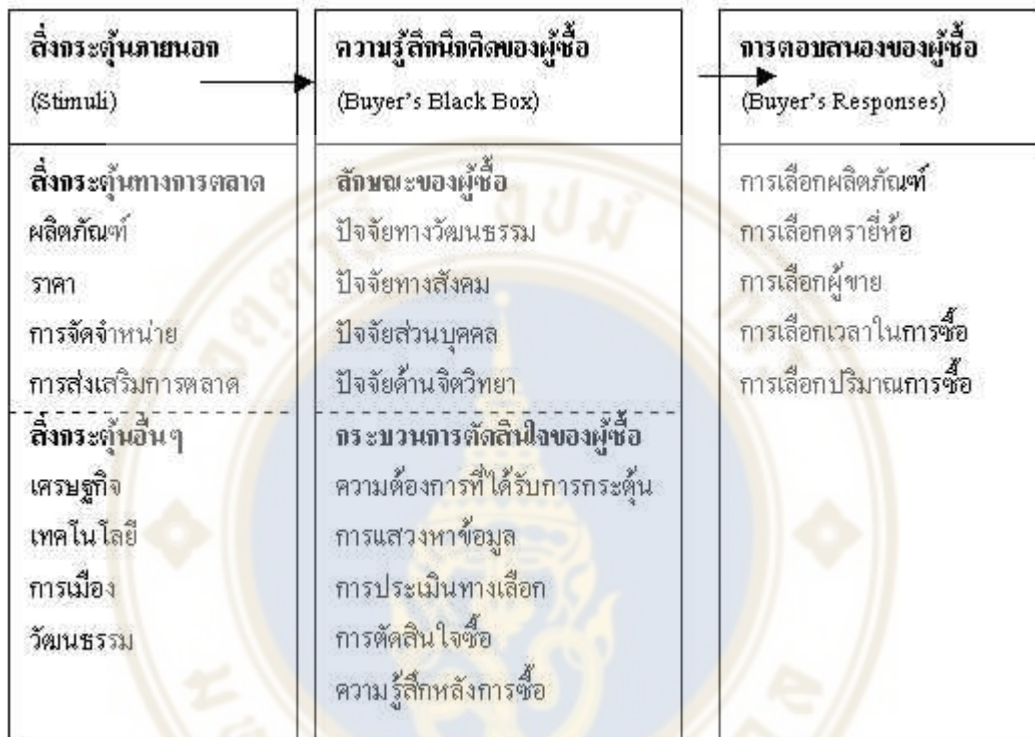 สิ่งกระตุ้นภายนอก
(Stimuli)
สิ่งกระตุ้นทางการตลาด
ผลิตภัณฑ์
ราคา
การจัดจำหน่าย
การส่งเสริมการตลาด
สิ่งกระตุ้นอื่นๆ
เศรษฐกิจ
เทคโนโลยี
การเมือง
วัฒนธรรม
ความรู้สึกนึกคิดของผู้ซื้อ
(Buyer's Black Box)
ลักษณะของผู้ซื้อ
ปัจจัยทางวัฒนธรรม
ปัจจัยทางสังคม
ปัจจัยส่วนบุคคล
ปัจจัยด้านจิตวิทยา
กระบวนการตัดสินใจของผู้ซื้อ
ความต้องการที่ได้รับการกระตุ้น
การแสวงหาข้อมูล
การประเมินทางเลือก
การตัดสินใจซื้อ
ความรู้สึกหลังการซื้อ
การตอบสนองของผู้ซื้อ
(Buyer's Responses)
การเลือกผลิตภัณฑ์
การเลือกตรายี่ห้อ
การเลือกผู้ขาย
การเลือกเวลาในการซื้อ
การเลือกปริมาณการซื้อ